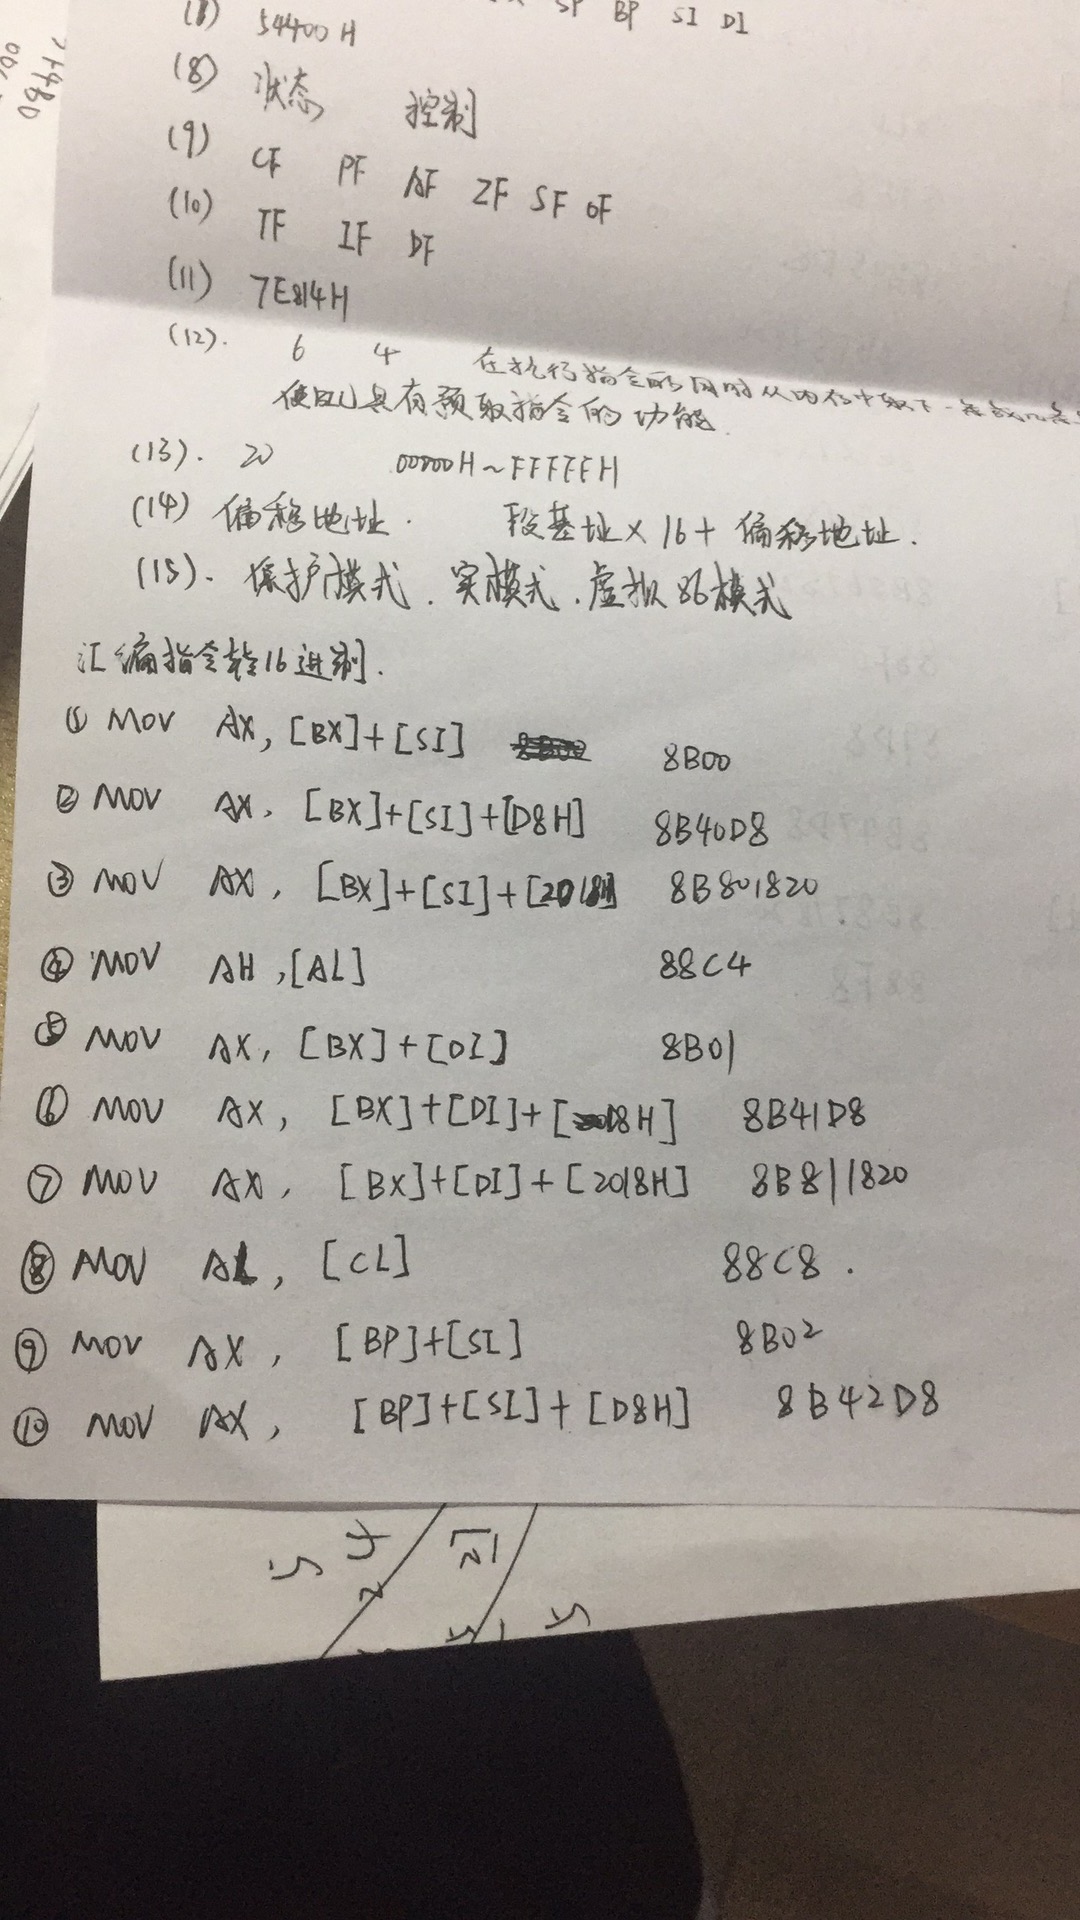 SP BP SI DI
54400 H
(8) 状态 控制
(9) CF PF AF ZF SF OF
(10) TF IF DF
(11) 7E814H
(12). 6 4 在执行指令的同时从内存中取下一条或几条
使BIU具有预取指令的功能.
(13). 20 00000H~FFFFFH
(14) 偏移地址. 段基址×16+偏移地址.
(15). 保护模式、实模式、虚拟86模式
汇编指令转16进制.
① MOV AX, [BX]+[SI] 8B00
② MOV AX, [BX]+[SI]+[D8H] 8B40D8
③ MOV AX, [BX]+[SI]+ 8B801820
④ MOV AH ,[AL] 88C4
⑤ MOV AX, [BX]+[DI] 8B01
⑥ MOV AX, [BX]+[DI]+[D8H] 8B41D8
⑦ MOV AX, [BX]+[DI]+[2018H] 8B811820
⑧ MOV AL, [CL] 88C8.
⑨ MOV AX, [BP]+[SI] 8B02
⑩ MOV AX, [BP]+[SI]+[D8H] 8B42D8